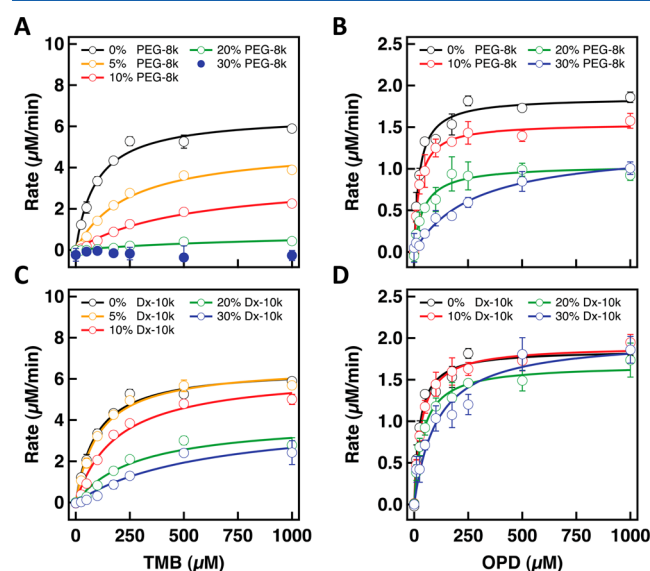 A
0% PEG-8k 20% PEG-8k
5% PEG-8k 30% PEG-8k
10% PEG-8k
Rate (µM/min)
10
8
6
4
2
0
B
0% PEG-8k 20% PEG-8k
10% PEG-8k 30% PEG-8k
Rate (µM/min)
2.5
2.0
1.5
1.0
0.5
0.0
C
0% Dx-10k 20% Dx-10k
5% Dx-10k 30% Dx-10k
10% Dx-10k
Rate (µM/min)
10
8
6
4
2
0
0 250 500 750 1000
TMB (µM)
D
0% Dx-10k 20% Dx-10k
10% Dx-10k 30% Dx-10k
Rate (µM/min)
2.5
2.0
1.5
1.0
0.5
0.0
0 250 500 750 1000
OPD (µM)